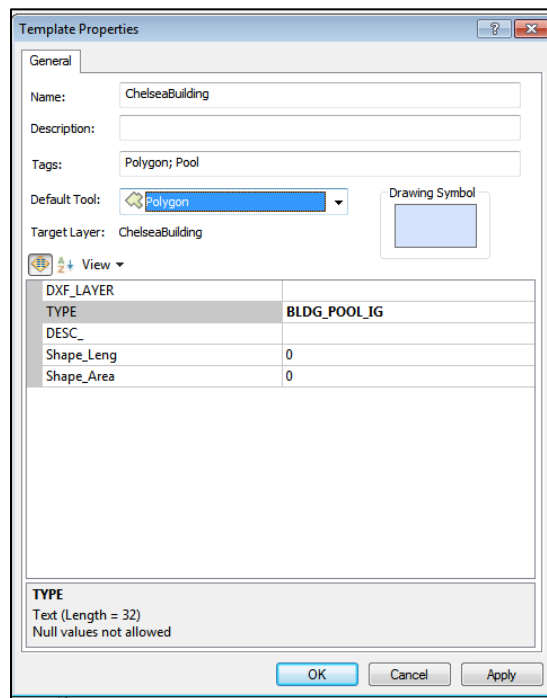 Template Properties
General
Name: ChelseaBuilding
Description:
Tags: Polygon; Pool
Default Tool: Polygon
Drawing Symbol
Target Layer: ChelseaBuilding
View
DXF_LAYER
TYPE BLDG_POOL_IG
DESC_
Shape_Leng 0
Shape_Area 0
TYPE
Text (Length = 32)
Null values not allowed
OK Cancel Apply